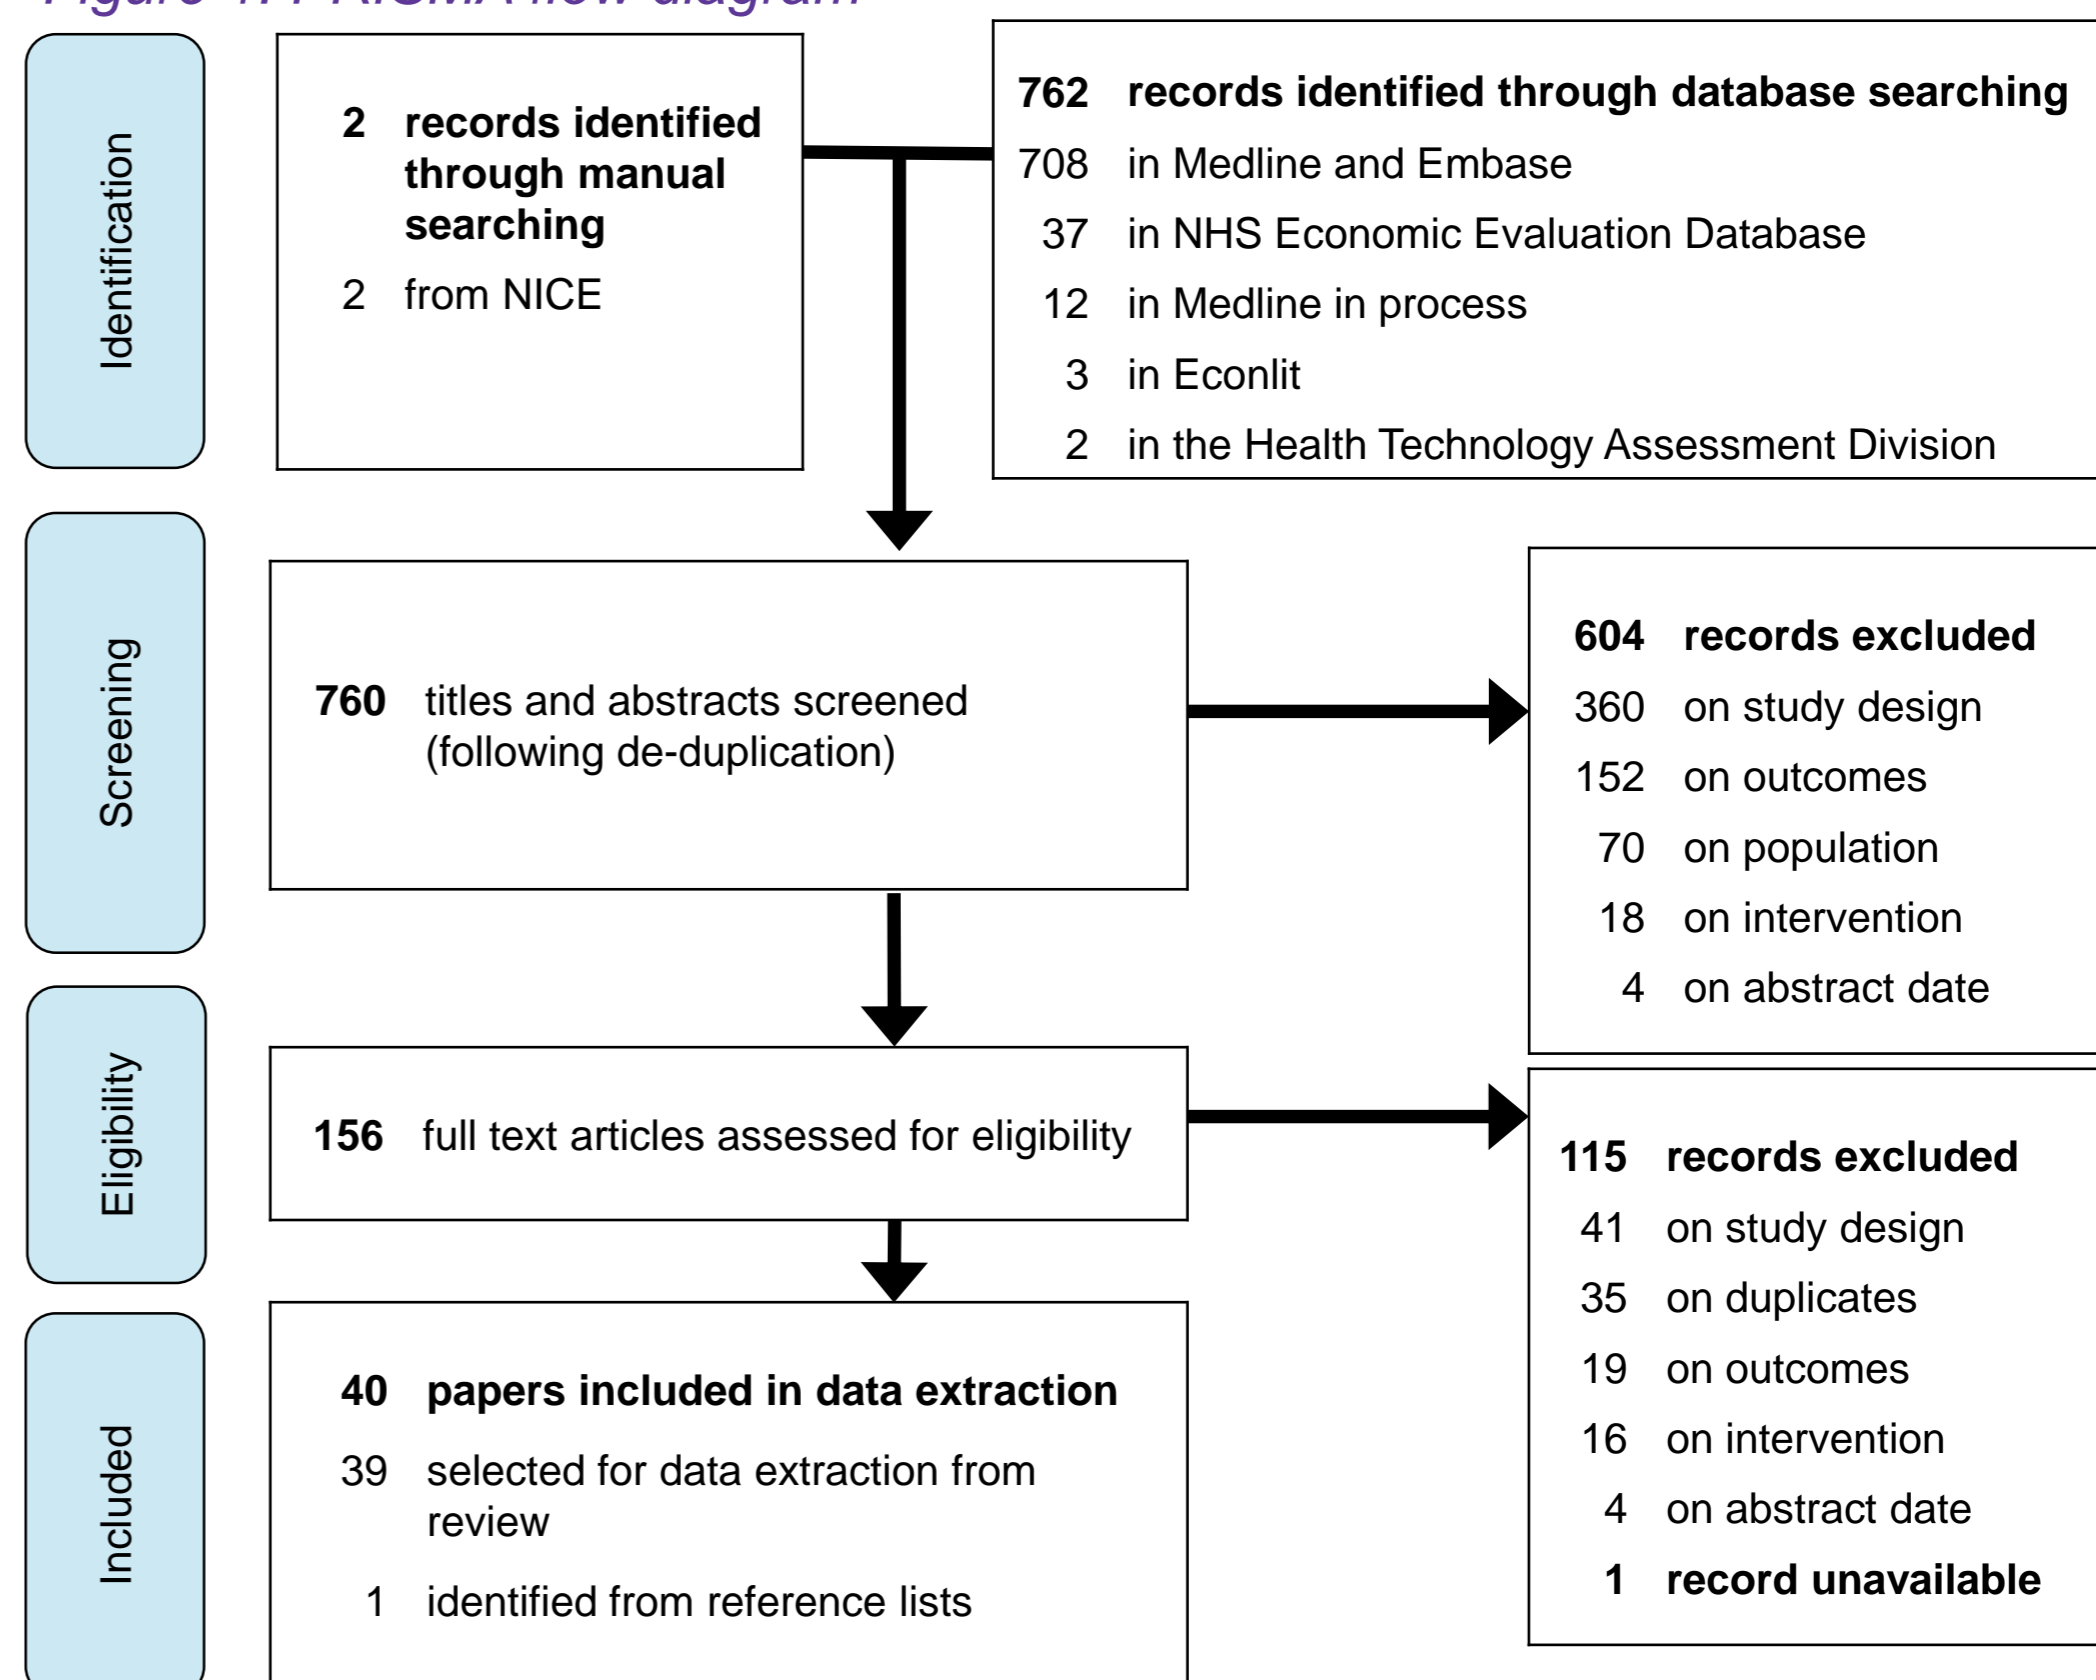 Figure 1: PRISMA flow diagram
Identification
2 records identified
through manual
searching
2 from NICE
762 records identified through database searching
708 in Medline and Embase
37 in NHS Economic Evaluation Database
12 in Medline in process
3 in Econlit
2 in the Health Technology Assessment Division
Screening
760 titles and abstracts screened
(following de-duplication)
604 records excluded
360 on study design
152 on outcomes
70 on population
18 on intervention
4 on abstract date
Eligibility
156 full text articles assessed for eligibility
115 records excluded
41 on study design
35 on duplicates
19 on outcomes
16 on intervention
4 on abstract date
1 record unavailable
Included
40 papers included in data extraction
39 selected for data extraction from
review
1 identified from reference lists